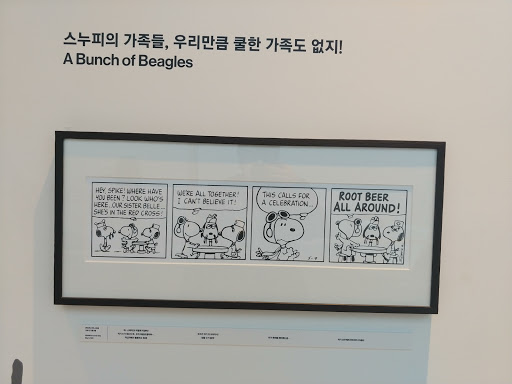 스누피의 가족들, 우리만큼 쿨한 가족도 없지!
A Bunch of Beagles
HEY SPIKE! WHERE HAVE
YOU BEEN? LOOK WHO'S
HERE.. OUR SISTER BELLE..
SHE'S IN THE RED CROSS!
WE'RE ALL TOGETHER!
I CAN'T BELIEVE IT!
THIS CALLS FOR
A CELEBRATION...
ROOT BEER
ALL AROUND!